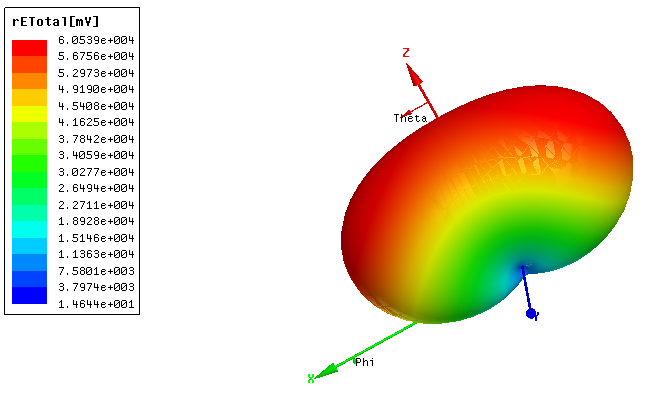 rETotal[mV]
6.0539e+004
5.6756e+004
5.2973e+004
4.9190e+004
4.5408e+004
4.1625e+004
3.7842e+004
3.4059e+004
3.0277e+004
2.6494e+004
2.2711e+004
1.8928e+004
1.5146e+004
1.1363e+004
7.5801e+003
3.7974e+003
1.4644e+001
Z
Theta
Y
Phi
X